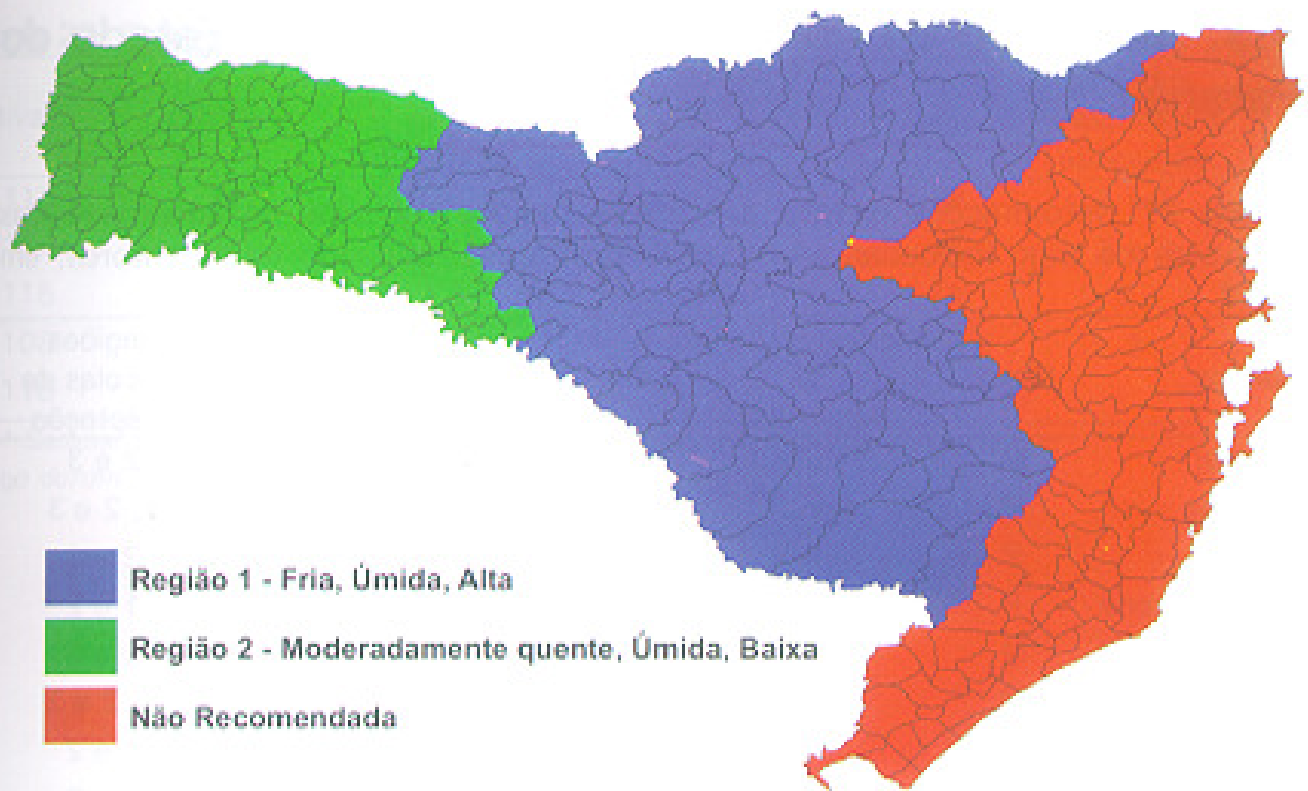 Região 1 - Fria, Úmida, Alta
Região 2 - Moderadamente quente, Úmida, Baixa
Não Recomendada